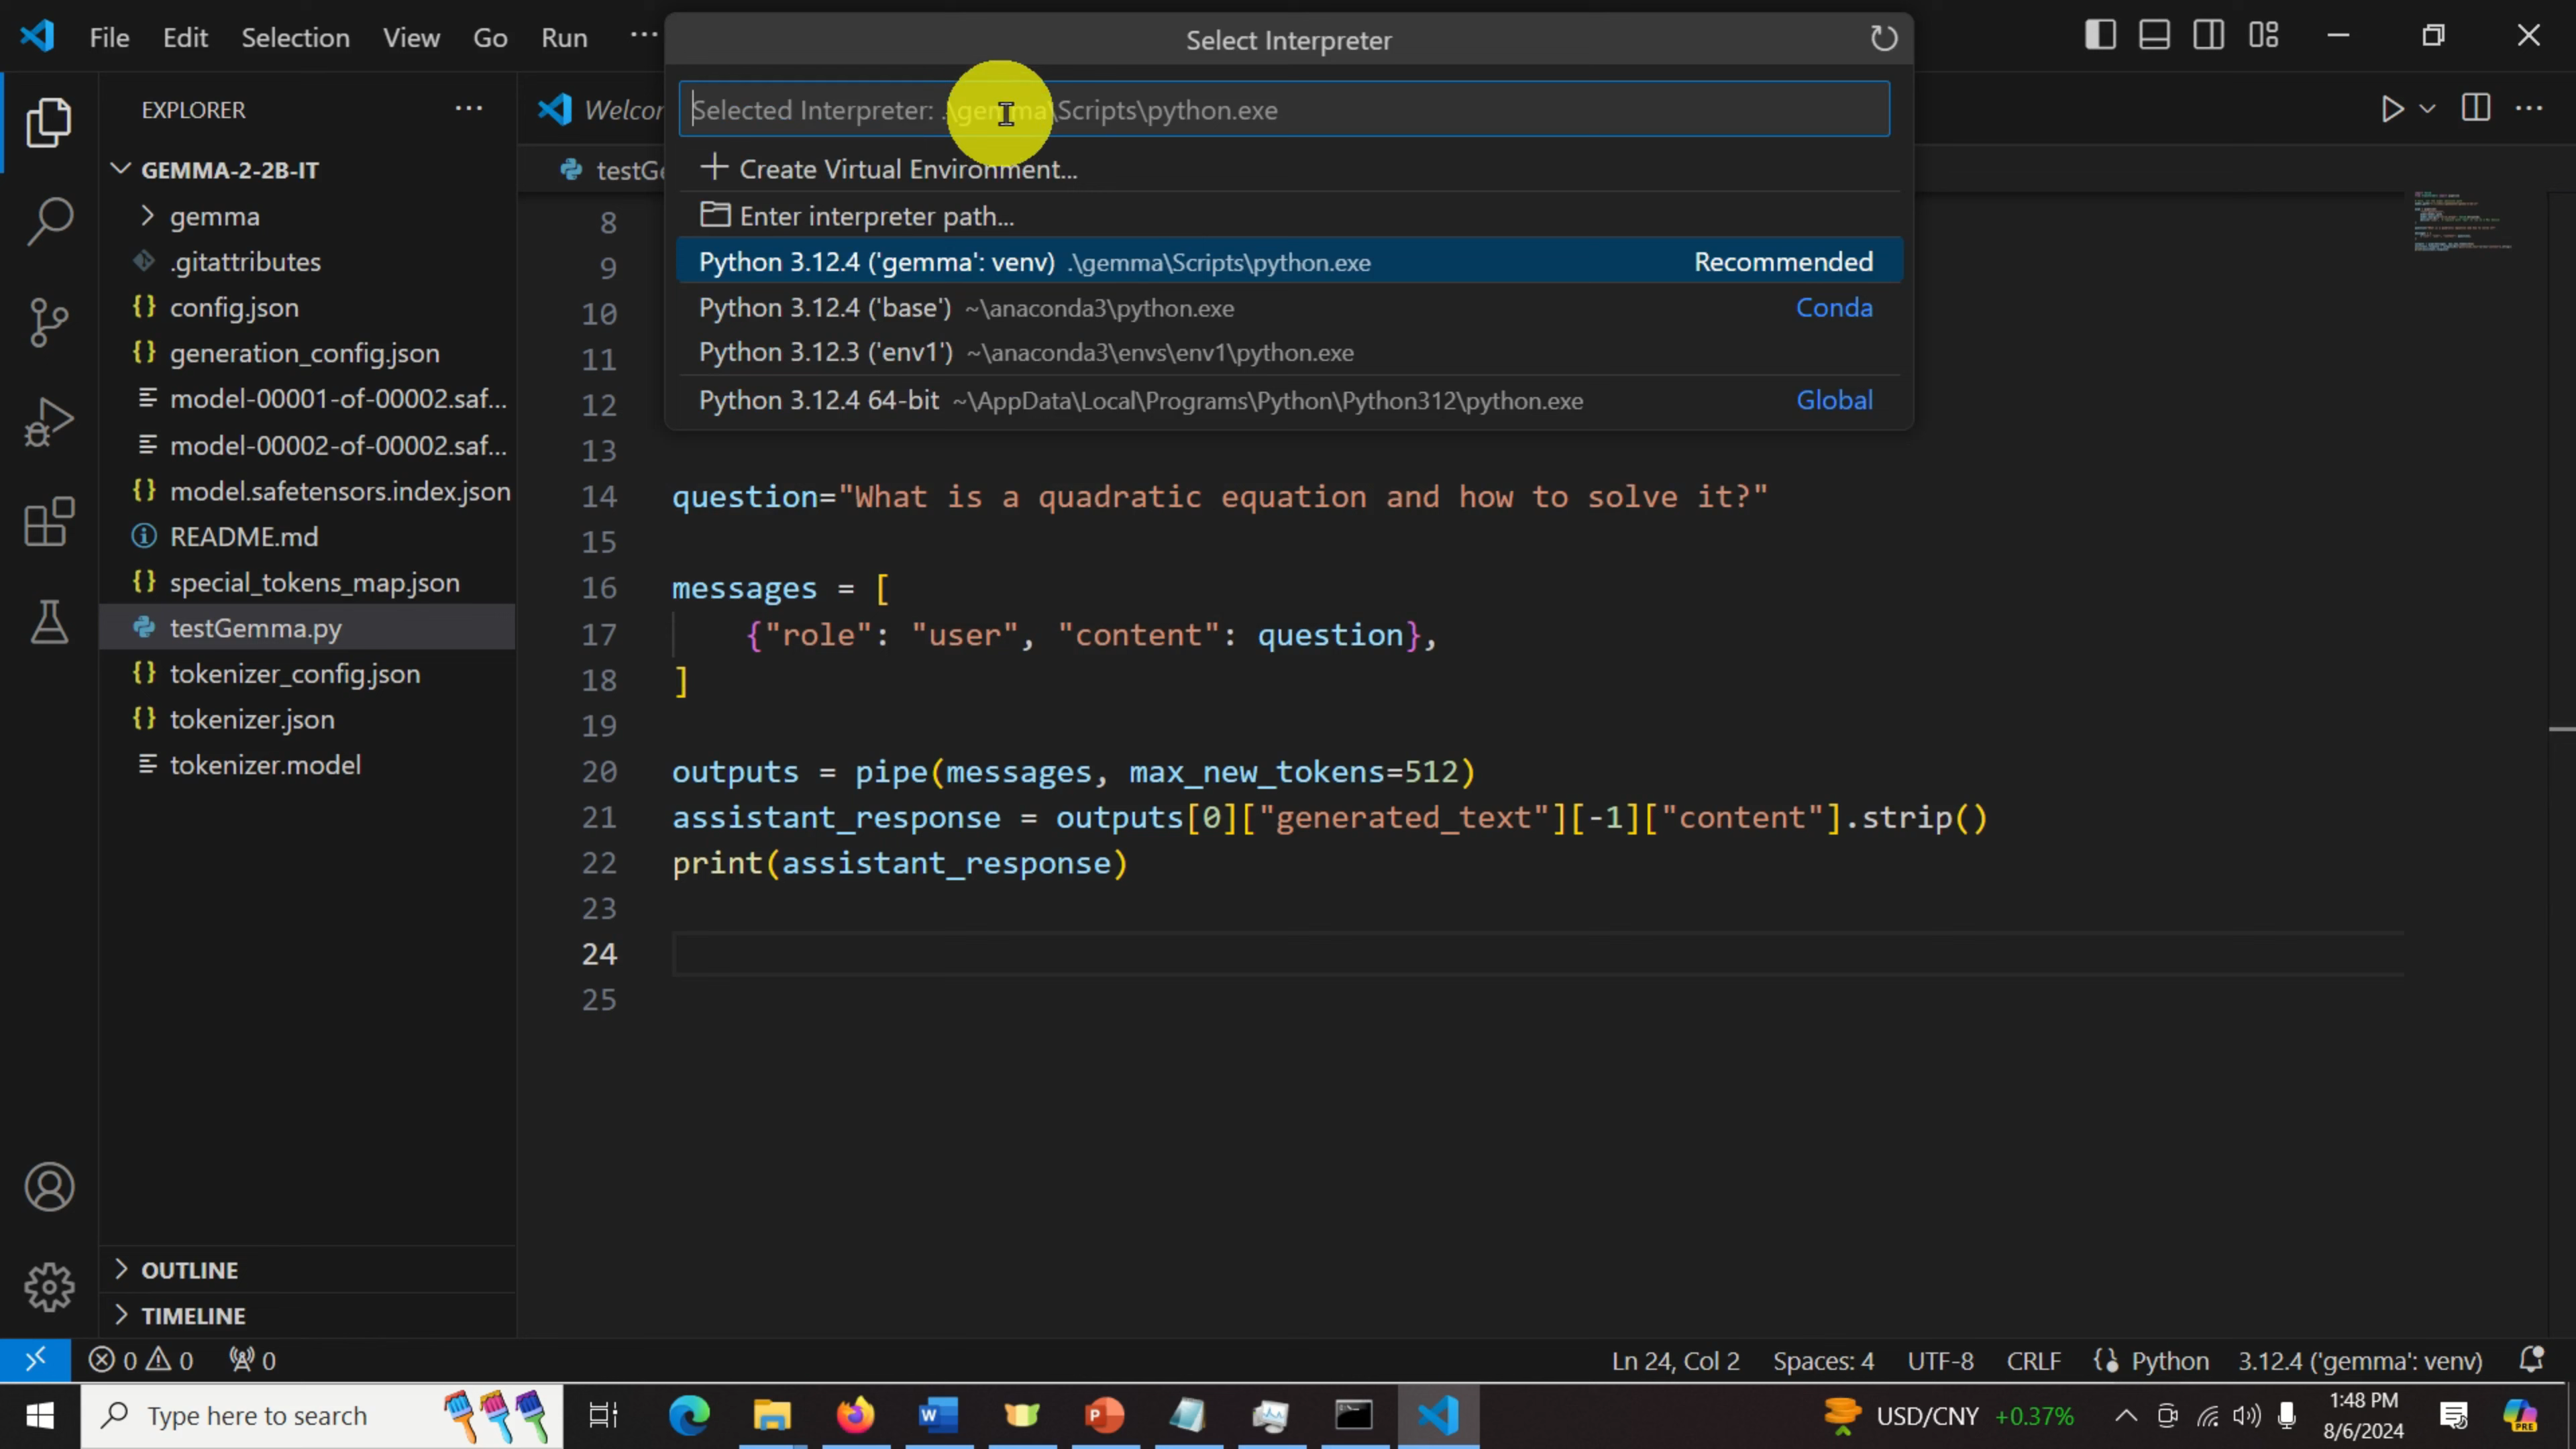 File Edit Selection View Go Run ···
Select Interpreter
Selected Interpreter: .\gemma\Scripts\python.exe
Create Virtual Environment...
Enter interpreter path...
Python 3.12.4 ('gemma': venv) .\gemma\Scripts\python.exe Recommended
Python 3.12.4 ('base') ~\anaconda3\python.exe Conda
Python 3.12.3 ('env1') ~\anaconda3\envs\env1\python.exe
Python 3.12.4 64-bit ~\AppData\Local\Programs\Python\Python312\python.exe Global
EXPLORER ···
GEMMA-2-2B-IT
gemma
.gitattributes
config.json
generation_config.json
model-00001-of-00002.saf...
model-00002-of-00002.saf...
model.safetensors.index.json
README.md
special_tokens_map.json
testGemma.py
tokenizer_config.json
tokenizer.json
tokenizer.model
OUTLINE
TIMELINE
Welcor
testGe
8
9
10
11
12
13
14 question="What is a quadratic equation and how to solve it?"
15
16 messages = [
17 {"role": "user", "content": question},
18 ]
19
20 outputs = pipe(messages, max_new_tokens=512)
21 assistant_response = outputs[0]["generated_text"][-1]["content"].strip()
22 print(assistant_response)
23
24
25
0 0 0
Ln 24, Col 2 Spaces: 4 UTF-8 CRLF Python 3.12.4 ('gemma': venv)
Type here to search
USD/CNY +0.37%
1:48 PM
8/6/2024